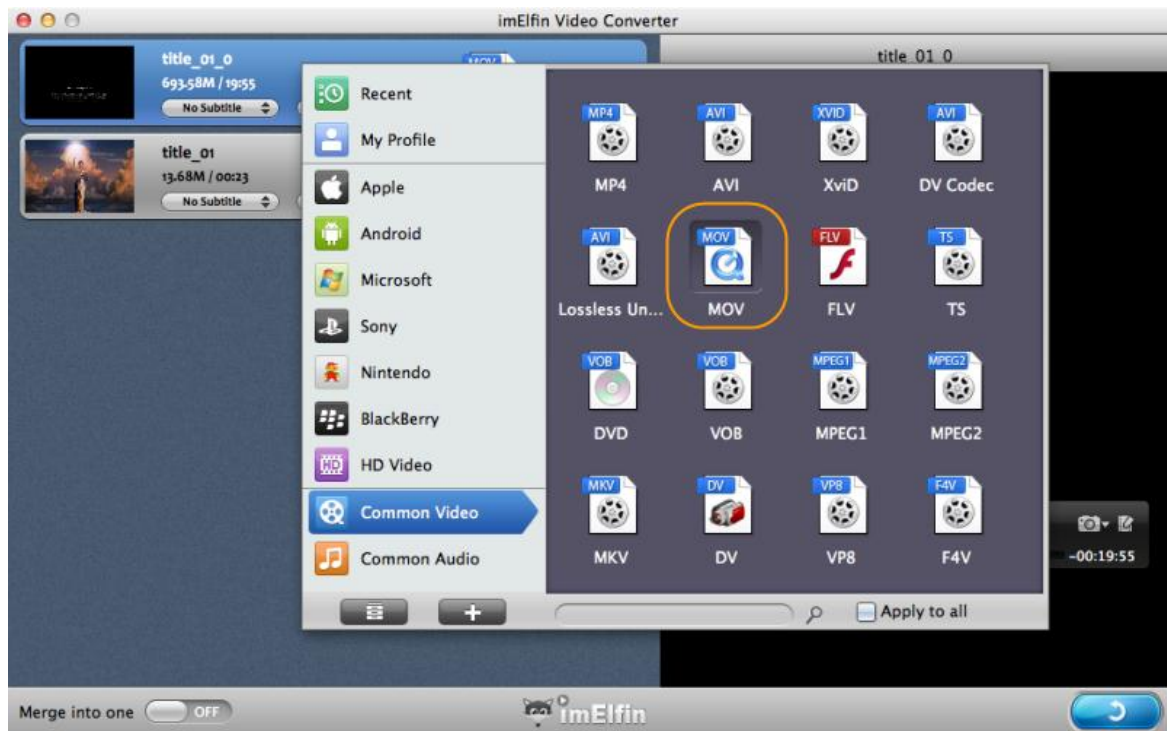 imElfin Video Converter
title_01_0
693.58M / 19:55
No Subtitle
MOV
title_01
13.68M / 00:23
No Subtitle
title_01_0
Recent
My Profile
Apple
Android
Microsoft
Sony
Nintendo
BlackBerry
HD
HD Video
Common Video
Common Audio
MP4
AVI
XVID
AVI
MP4
AVI
XviD
DV Codec
AVI
MOV
FLV
TS
Lossless Un...
MOV
FLV
TS
VOB
VOB
MPEG1
MPEG2
DVD
VOB
MPEG1
MPEG2
MKV
DV
VP8
F4V
MKV
DV
VP8
F4V
Apply to all
-00:19:55
Merge into one
OFF
imElfin